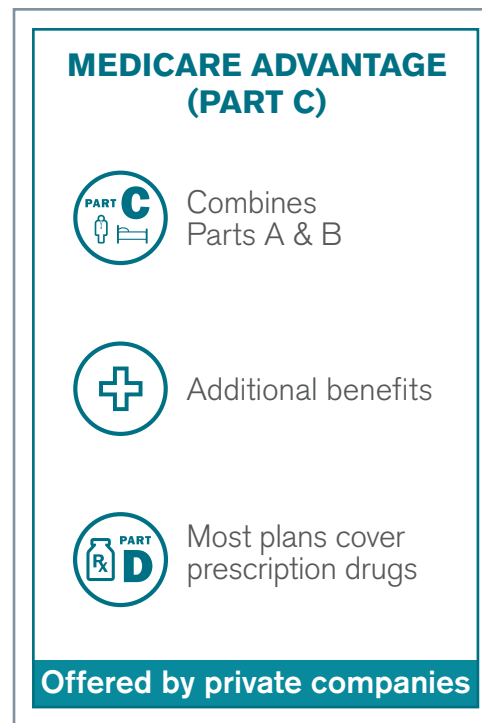 MEDICARE ADVANTAGE
(PART C)
PART C
Combines
Parts A & B
Additional benefits
PART
Rx D
Most plans cover
prescription drugs
Offered by private companies